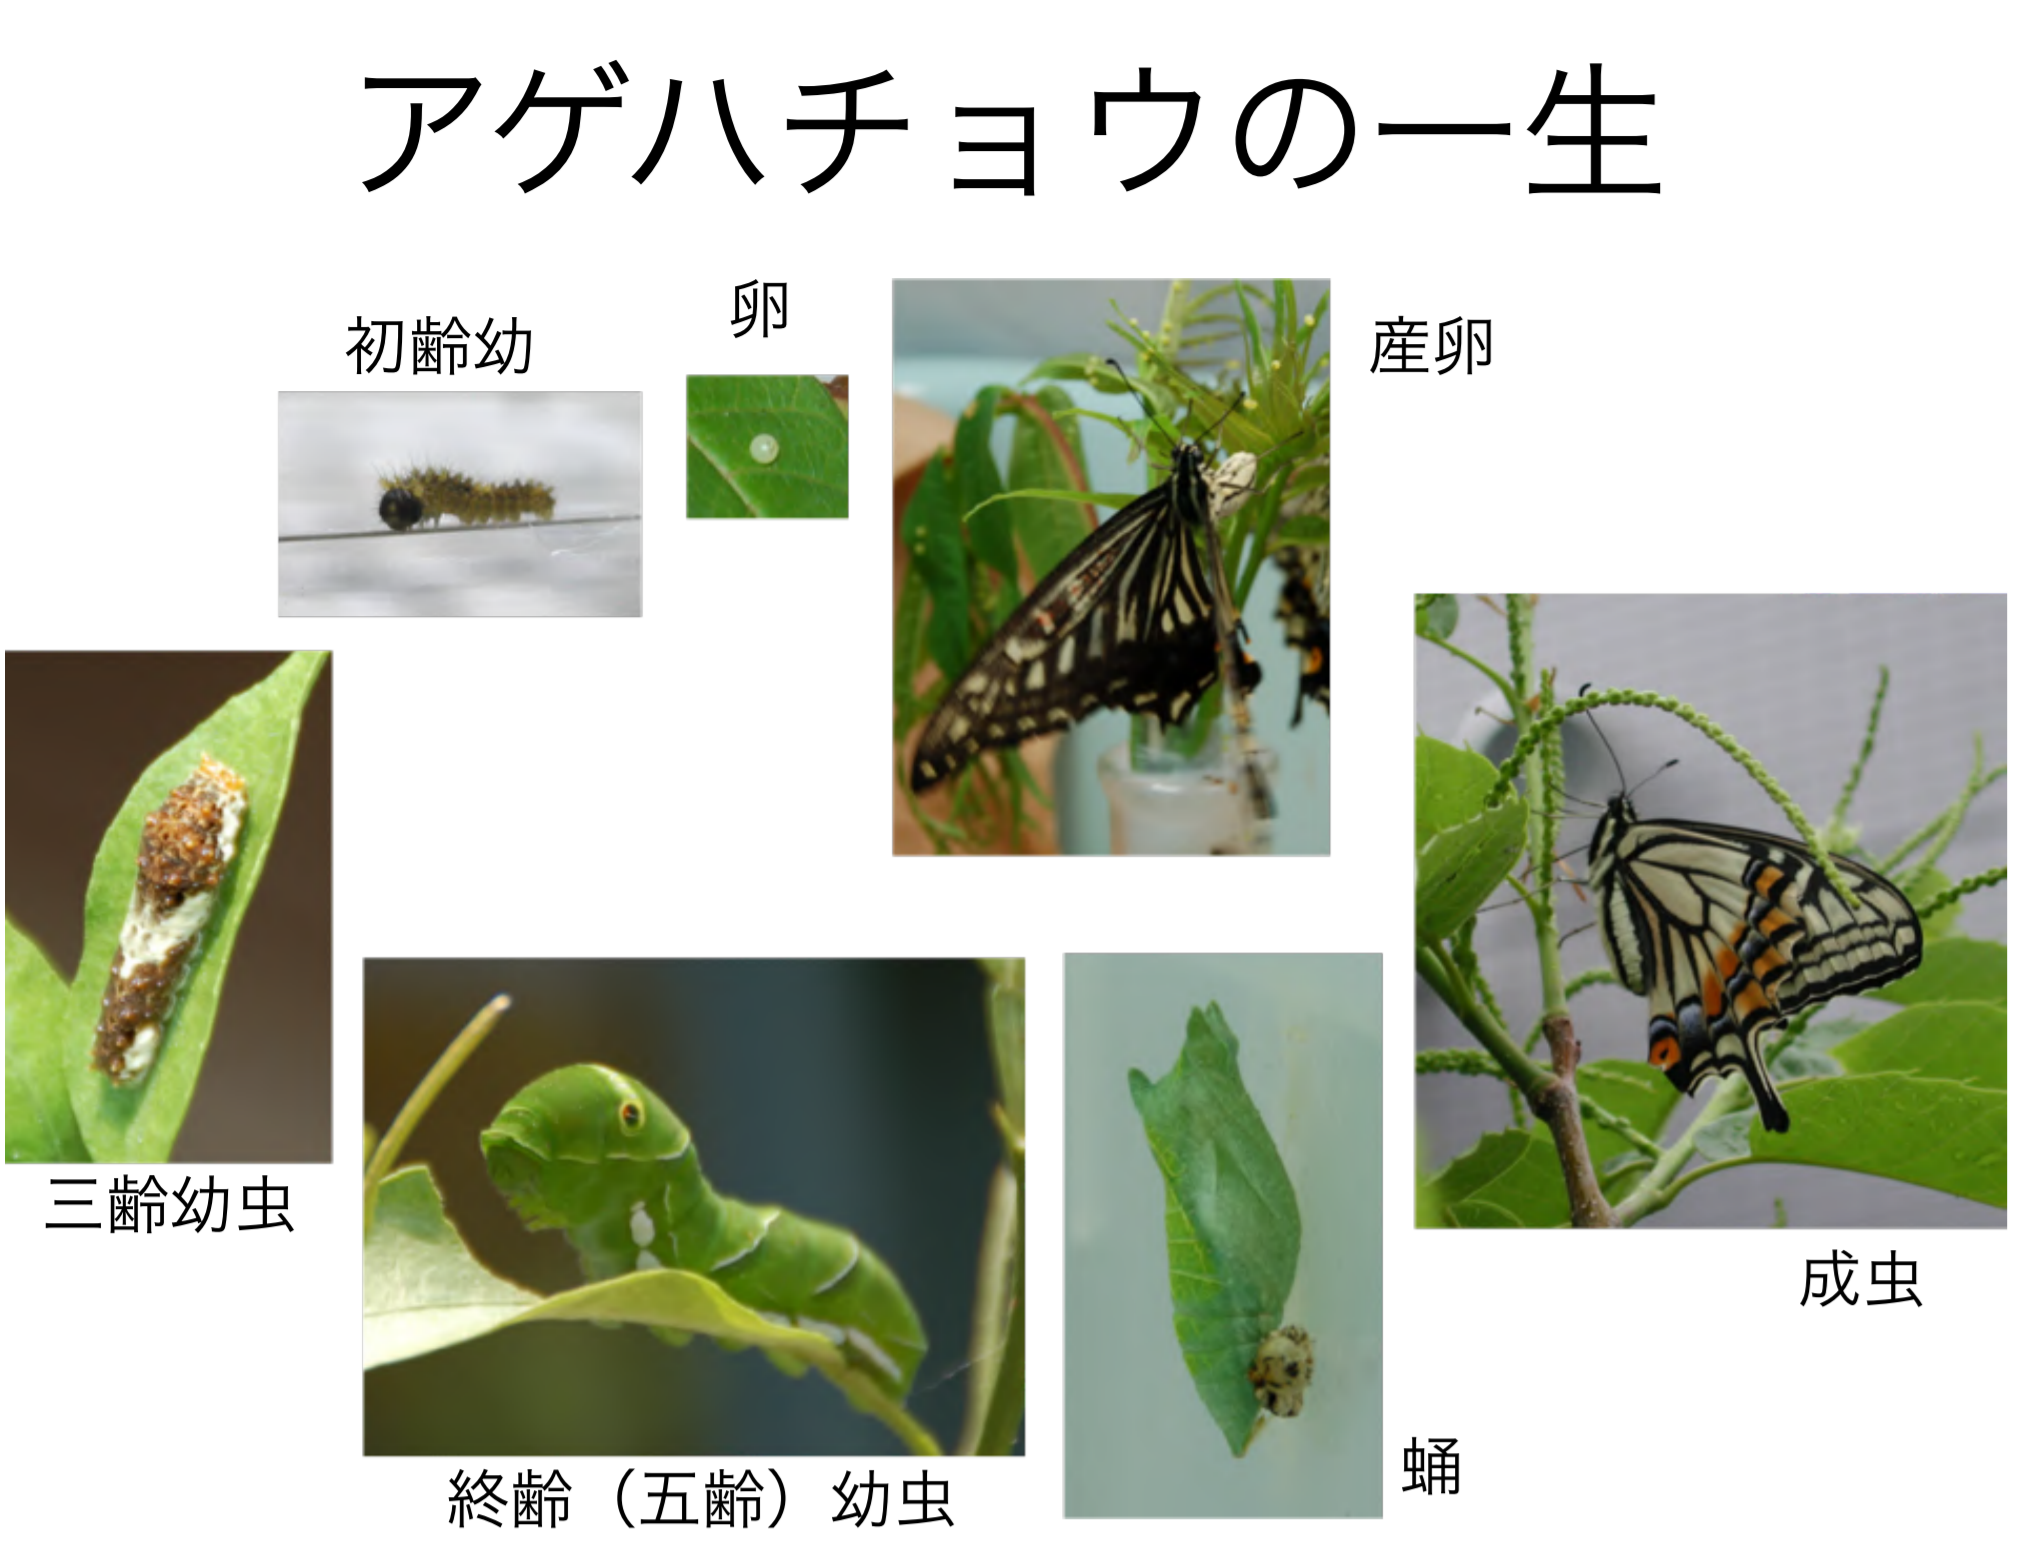 アゲハチョウの一生
初齢幼
卵
産卵
三齢幼虫
終齢（五齢）幼虫
蛹
成虫